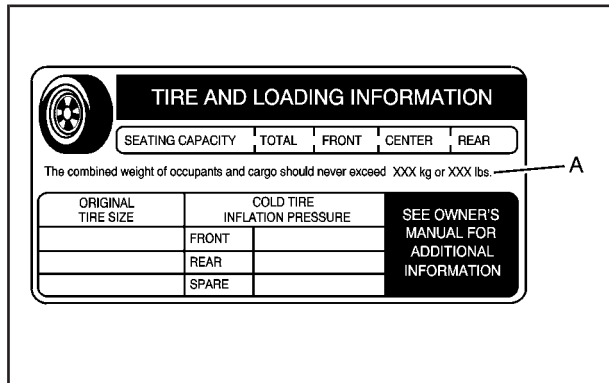 TIRE AND LOADING INFORMATION
SEATING CAPACITY TOTAL FRONT CENTER REAR
The combined weight of occupants and cargo should never exceed XXX kg or XXX lbs.
A
ORIGINAL
TIRE SIZE
COLD TIRE
INFLATION PRESSURE
FRONT
REAR
SPARE
SEE OWNER'S
MANUAL FOR
ADDITIONAL
INFORMATION